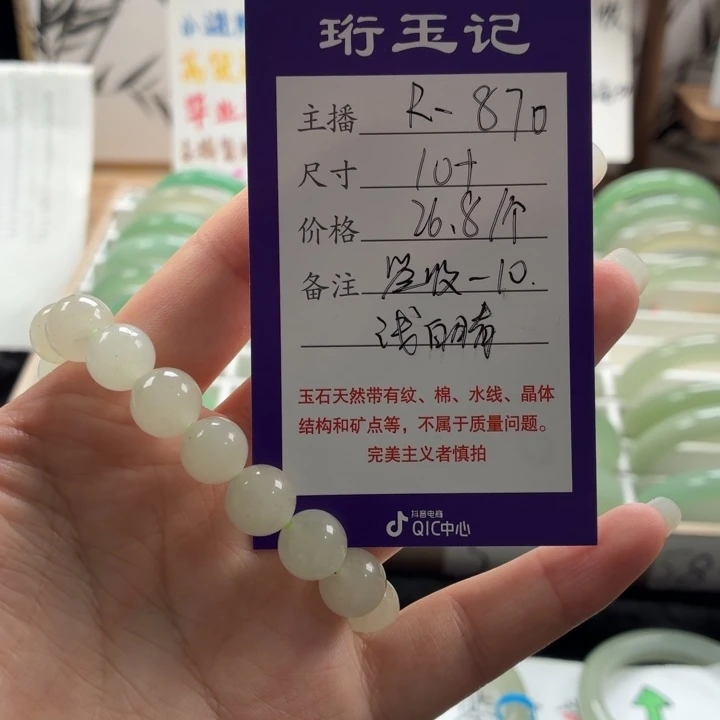 珩玉记
主播 R-870
尺寸 10+
价格 26.8/个
备注 签收-10.
浅白晴
玉石天然带有纹、棉、水线、晶体
结构和矿点等，不属于质量问题。
完美主义者慎拍
抖音电商
QIC中心